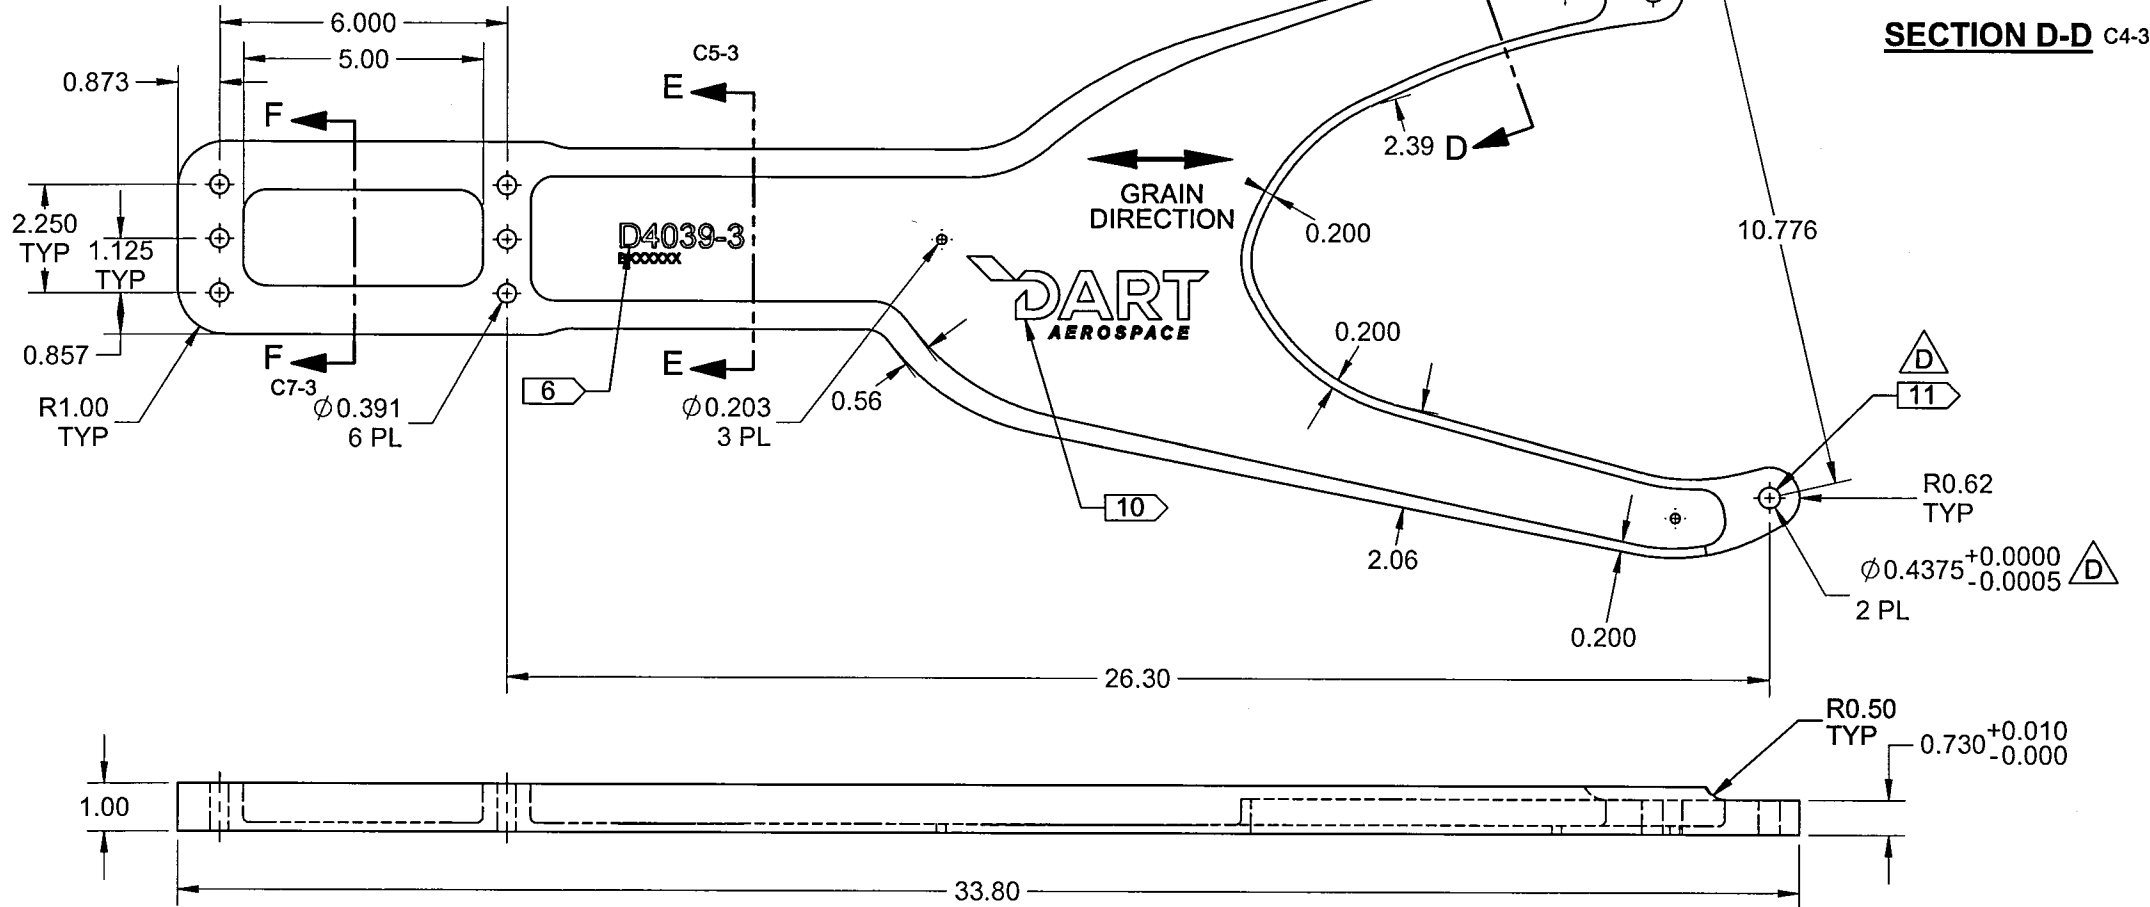 6.000
SECTION D-D C4-3
5.00
C5-3
0.873
E
F
2.39 D
GRAIN
DIRECTION
2.250
TYP
1.125
TYP
D4039-3
0.200
10.776
DART
AEROSPACE
0.200
0.857
F
C7-3
E
D
11
6
R1.00
TYP
Ø0.391
6 PL
Ø0.203
3 PL
0.56
10
R0.62
TYP
2.06
Ø0.4375 +0.0000
-0.0005 D
2 PL
0.200
26.30
R0.50
TYP
0.730 +0.010
-0.000
1.00
33.80